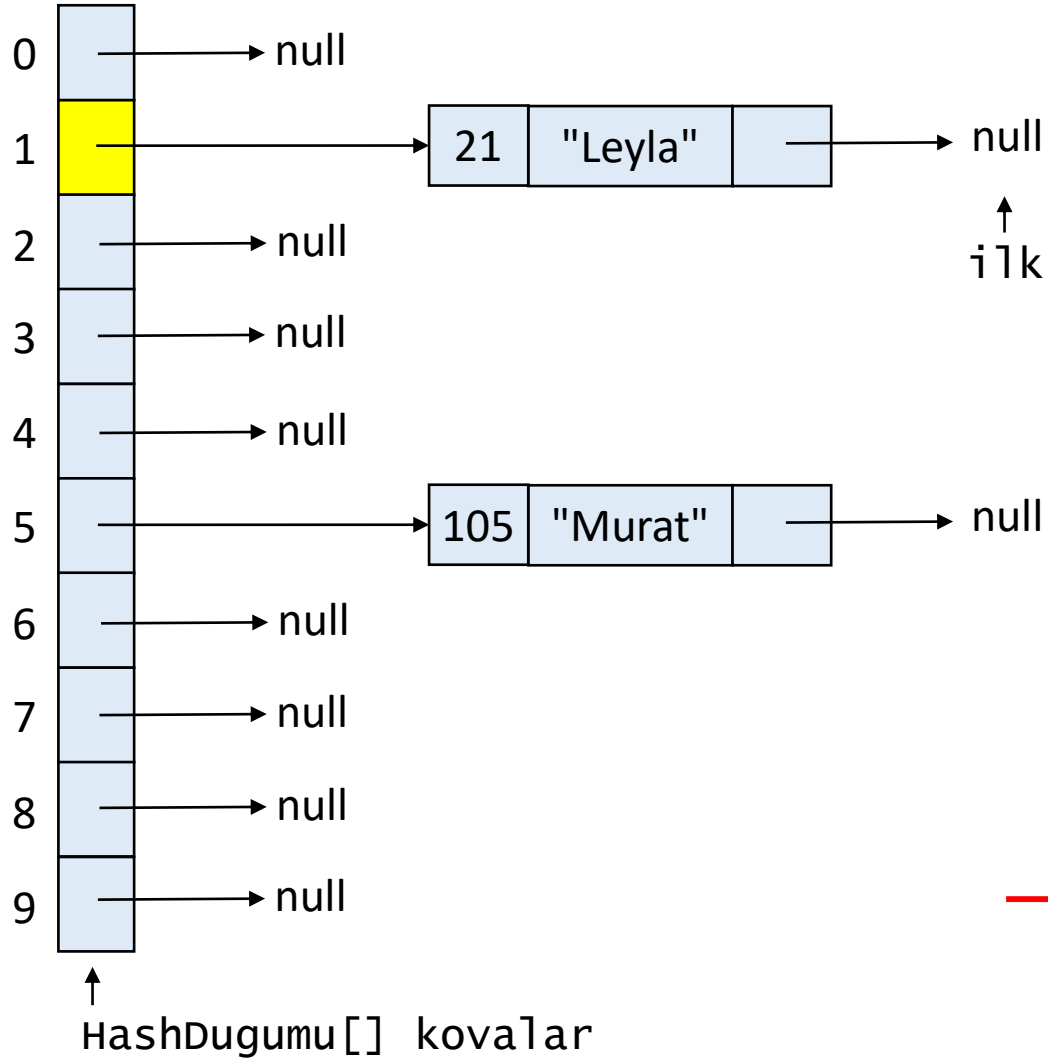 0 null
1 21 "Leyla" null
2 null
ilk
3 null
4 null
5 105 "Murat" null
6 null
7 null
8 null
9 null
HashDugumu[] kovalar